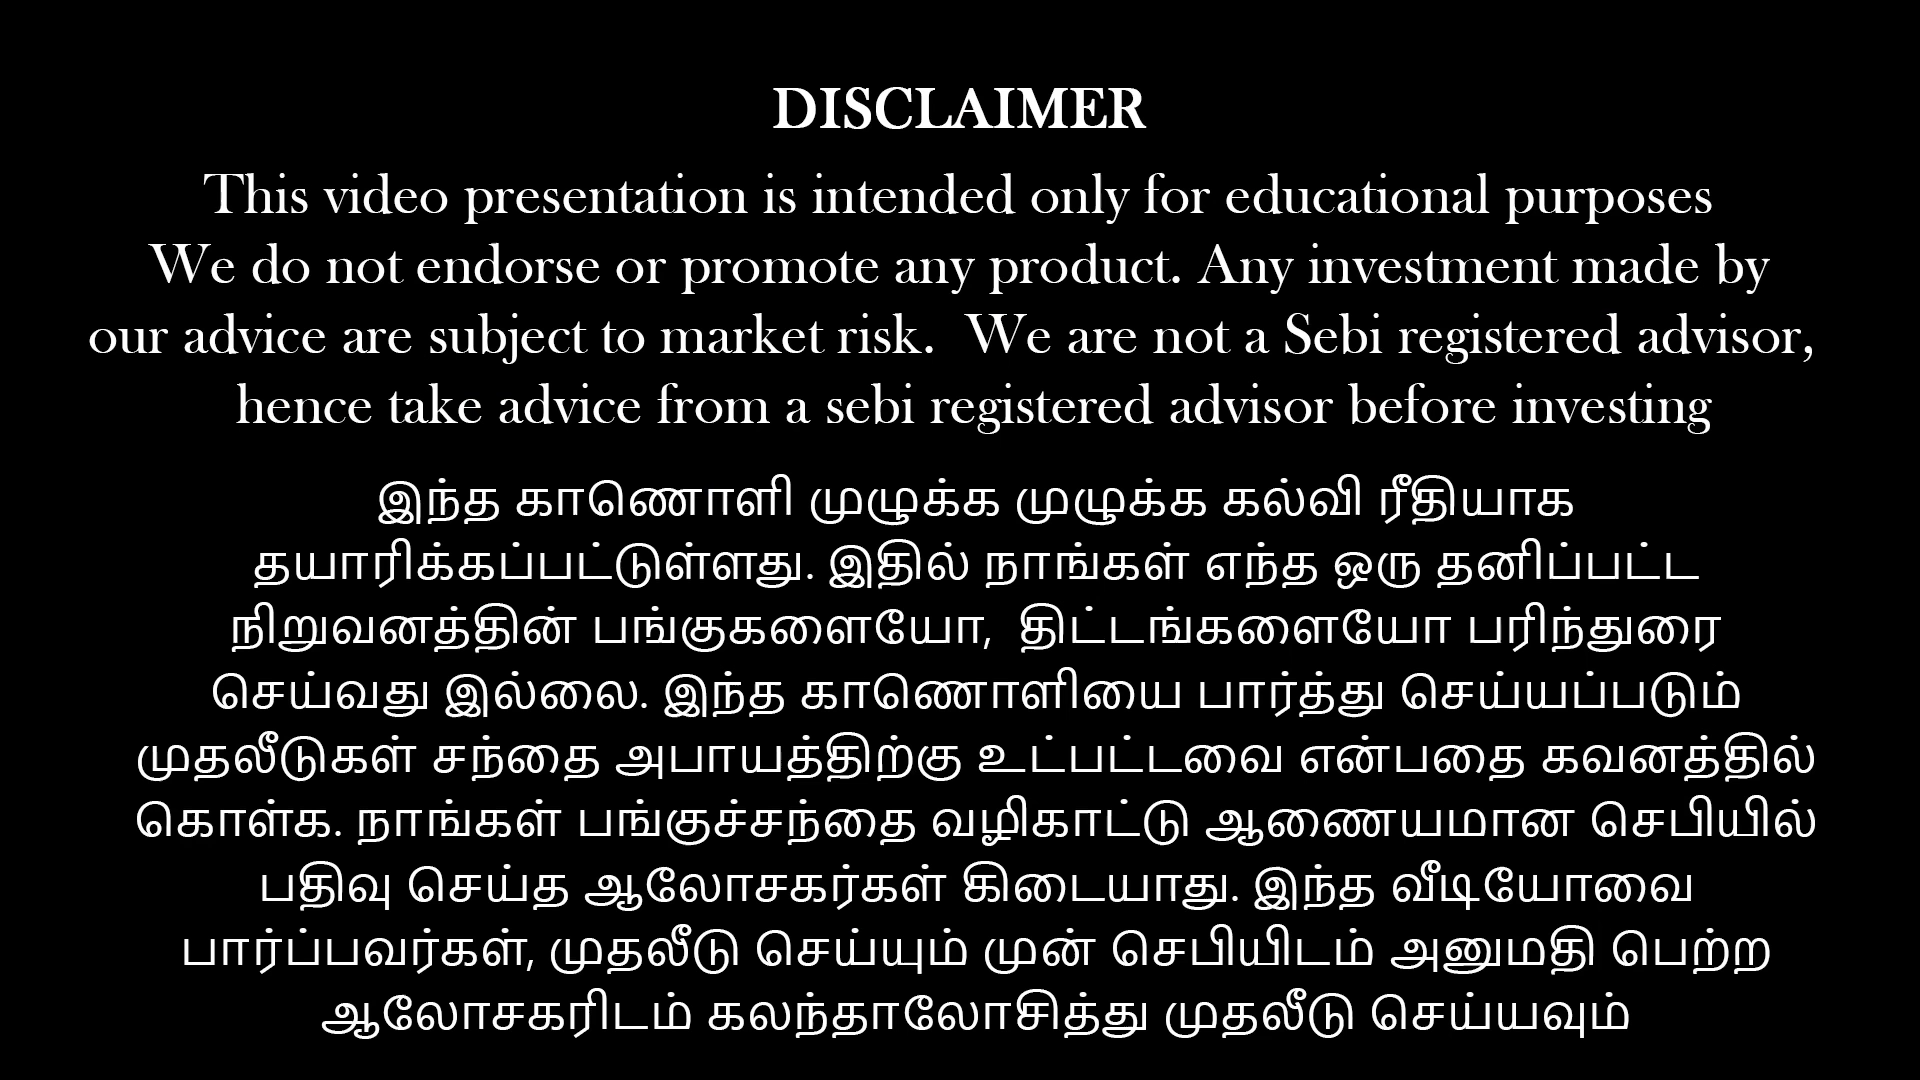 DISCLAIMER
This video presentation is intended only for educational purposes
We do not endorse or promote any product. Any investment made by
our advice are subject to market risk.  We are not a Sebi registered advisor,
hence take advice from a sebi registered advisor before investing
இந்த காணொளி முழுக்க முழுக்க கல்வி ரீதியாக
தயாரிக்கப்பட்டுள்ளது. இதில் நாங்கள் எந்த ஒரு தனிப்பட்ட
நிறுவனத்தின் பங்குகளையோ,  திட்டங்களையோ பரிந்துரை
செய்வது இல்லை. இந்த காணொளியை பார்த்து செய்யப்படும்
முதலீடுகள் சந்தை அபாயத்திற்கு உட்பட்டவை என்பதை கவனத்தில்
கொள்க. நாங்கள் பங்குச்சந்தை வழிகாட்டு ஆணையமான செபியில்
பதிவு செய்த ஆலோசகர்கள் கிடையாது. இந்த வீடியோவை
பார்ப்பவர்கள், முதலீடு செய்யும் முன் செபியிடம் அனுமதி பெற்ற
ஆலோசகரிடம் கலந்தாலோசித்து முதலீடு செய்யவும்